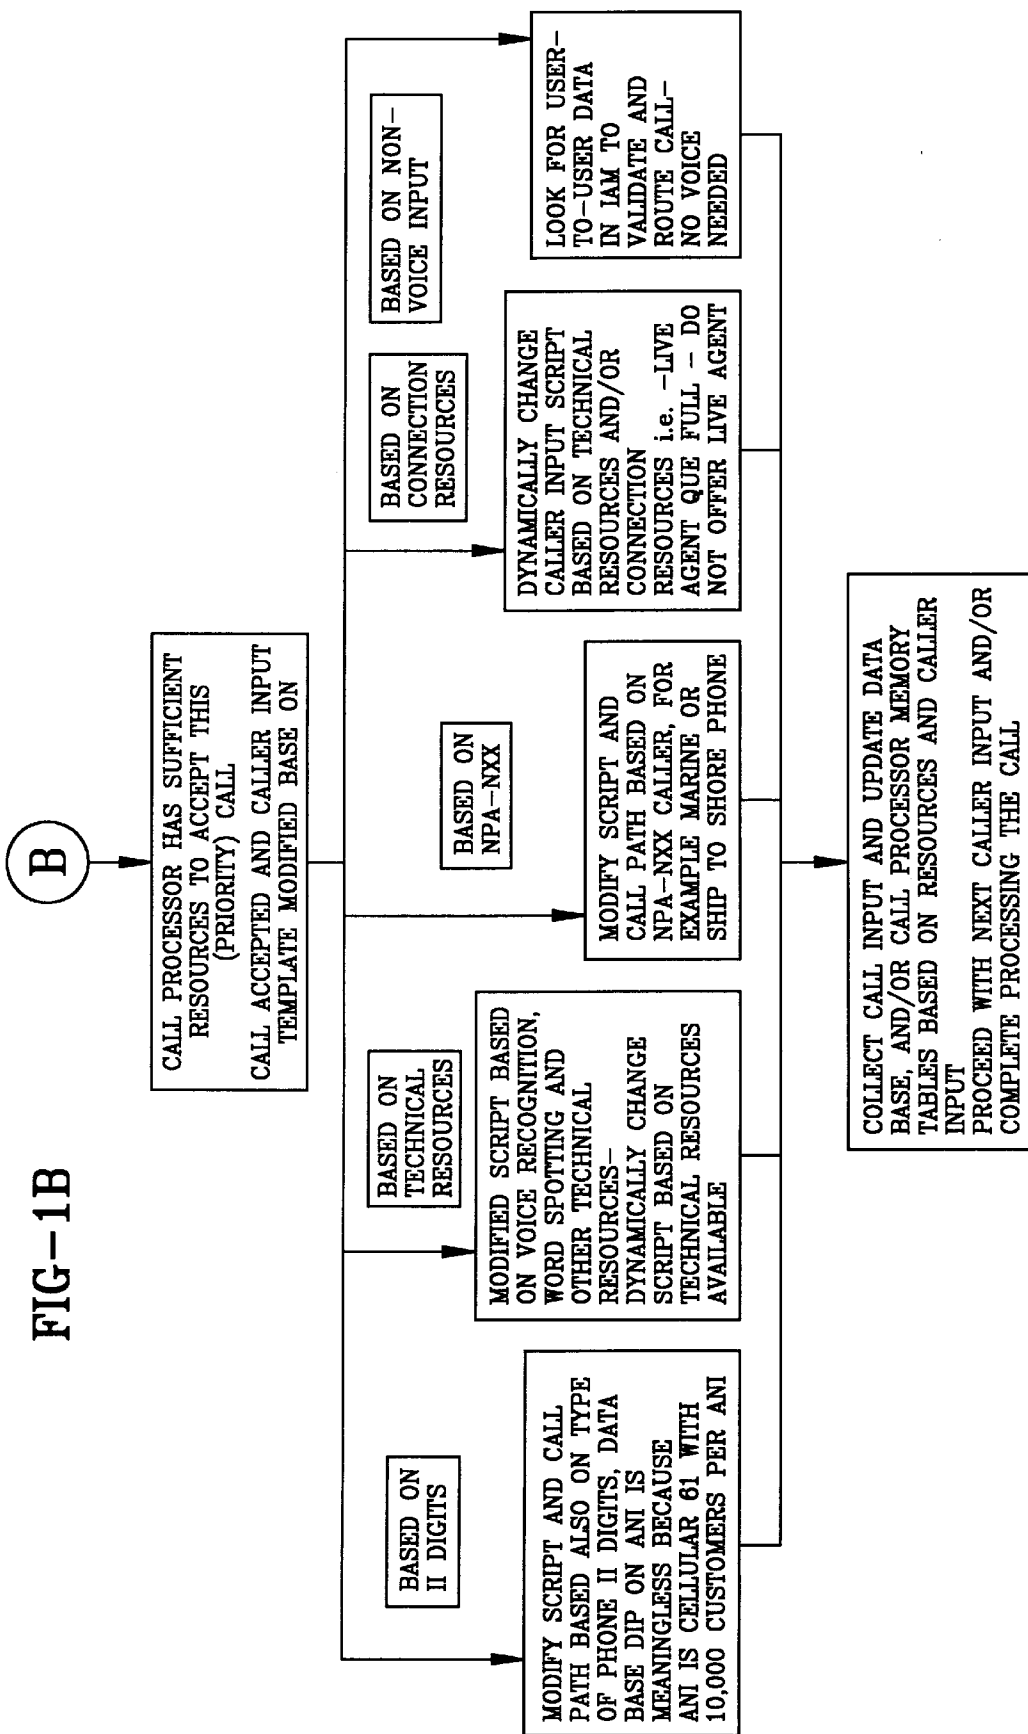 FIG-1B
B
CALL PROCESSOR HAS SUFFICIENT
RESOURCES TO ACCEPT THIS
(PRIORITY) CALL
CALL ACCEPTED AND CALLER INPUT
TEMPLATE MODIFIED BASE ON
BASED ON
II DIGITS
MODIFY SCRIPT AND CALL
PATH BASED ALSO ON TYPE
OF PHONE II DIGITS, DATA
BASE DIP ON ANI IS
MEANINGLESS BECAUSE
ANI IS CELLULAR 61 WITH
10,000 CUSTOMERS PER ANI
BASED ON
TECHNICAL
RESOURCES
MODIFIED SCRIPT BASED
ON VOICE RECOGNITION,
WORD SPOTTING AND
OTHER TECHNICAL
RESOURCES-
DYNAMICALLY CHANGE
SCRIPT BASED ON
TECHNICAL RESOURCES
AVAILABLE
BASED ON
NPA-NXX
MODIFY SCRIPT AND
CALL PATH BASED ON
NPA-NXX CALLER, FOR
EXAMPLE MARINE OR
SHIP TO SHORE PHONE
BASED ON
CONNECTION
RESOURCES
DYNAMICALLY CHANGE
CALLER INPUT SCRIPT
BASED ON TECHNICAL
RESOURCES AND/OR
CONNECTION
RESOURCES i.e. -LIVE
AGENT QUE FULL - DO
NOT OFFER LIVE AGENT
BASED ON NON-
VOICE INPUT
LOOK FOR USER-
TO-USER DATA
IN IAM TO
VALIDATE AND
ROUTE CALL-
NO VOICE
NEEDED
COLLECT CALL INPUT AND UPDATE DATA
BASE, AND/OR CALL PROCESSOR MEMORY
TABLES BASED ON RESOURCES AND CALLER
INPUT
PROCEED WITH NEXT CALLER INPUT AND/OR
COMPLETE PROCESSING THE CALL